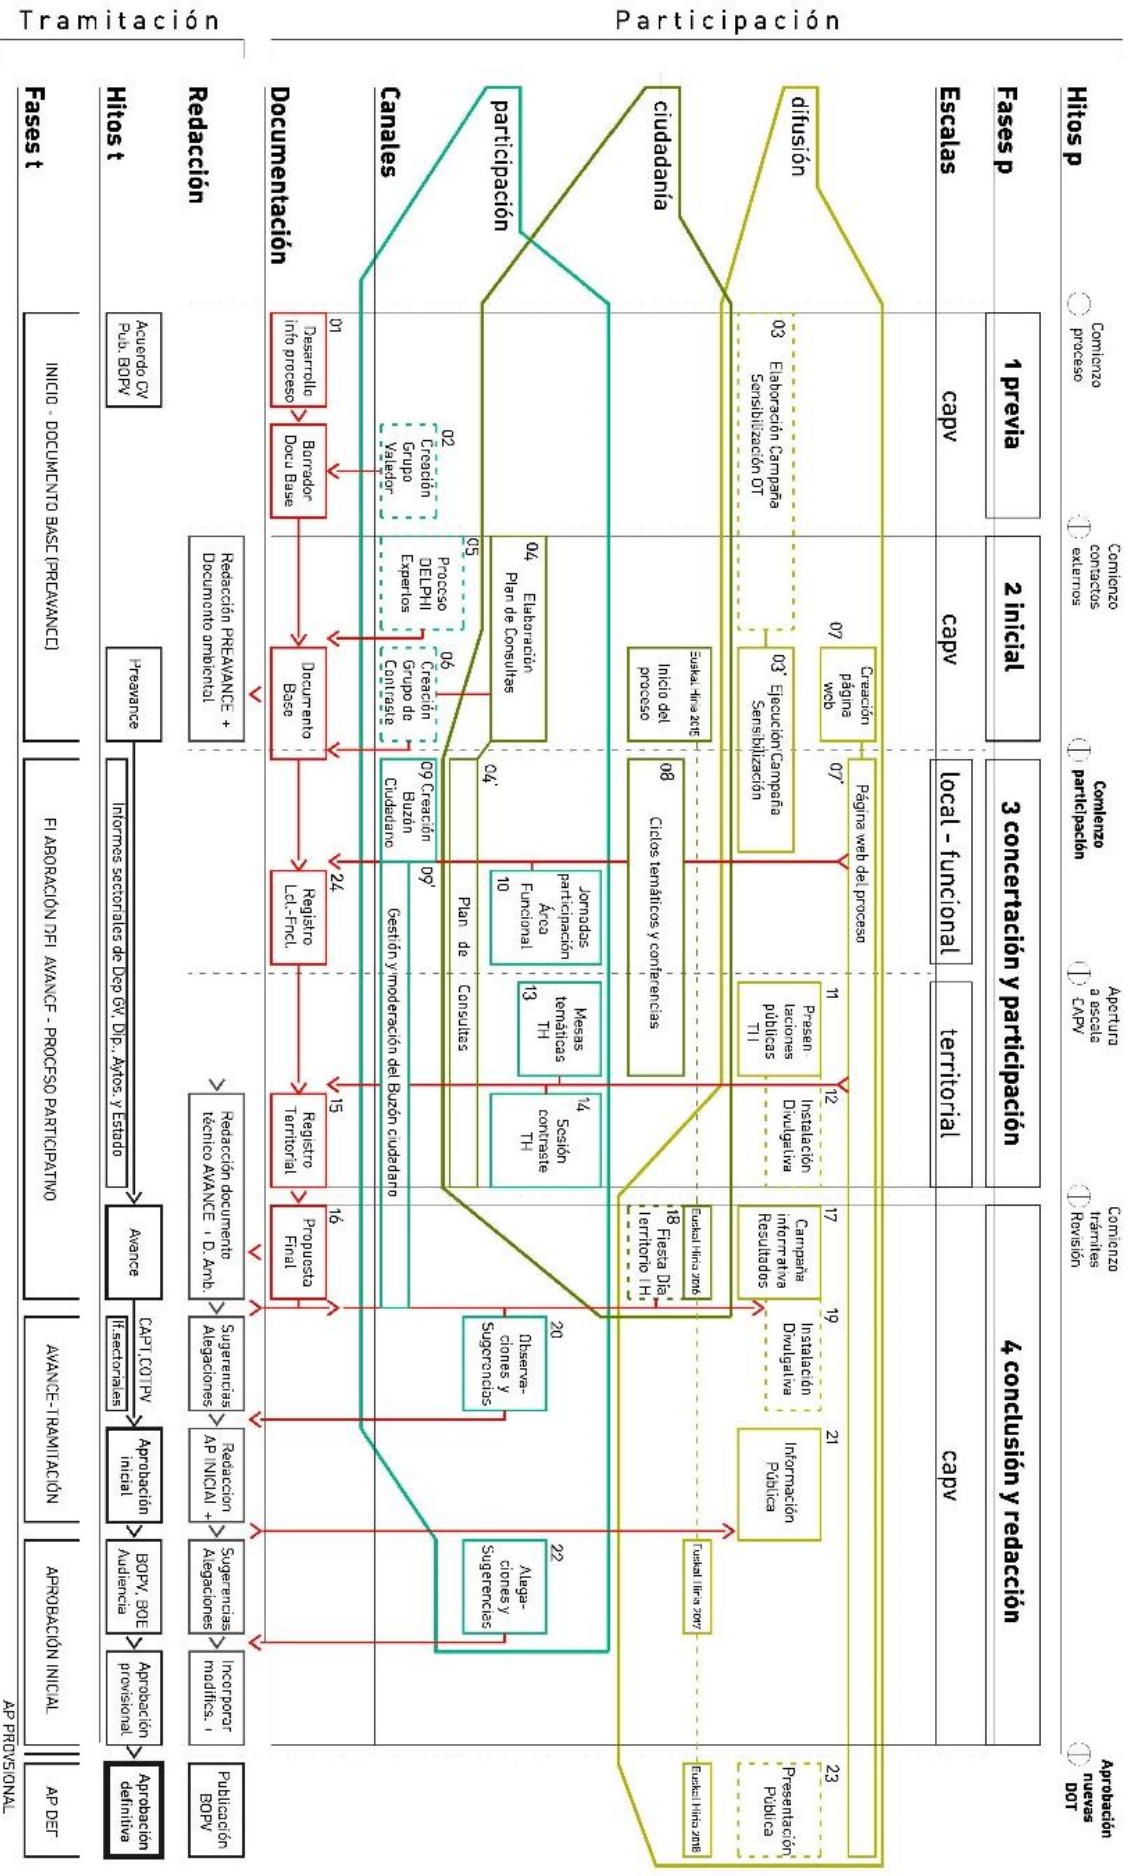 Participación
Tramitación
Hitos p
Comienzo
proceso
Comienzo
contactos
externos
Comienzo
participación
Apertura
a escala
CAPV
Comienzo
trámites
Revisión
Aprobación
nuevas
DOT
Fases p
1 previa
2 inicial
3 concertación y participación
4 conclusión y redacción
Escalas
capv
capv
local - funcional
territorial
capv
difusión
ciudadanía
participación
07
Creación
página
web
07'
Página web del proceso
03
Elaboración Campaña
Sensibilización OT
03'
Ejecución Campaña
Sensibilización
11
Presen-
taciones
públicas
TH
12
Instalación
Divulgativa
17
Campaña
informativa
Resultados
19
Instalación
Divulgativa
21
Información
Pública
23
Presentación
Pública
Euskal Hiria 2015
Inicio del
proceso
08
Ciclos temáticos y conferencias
Euskal Hiria 2016
18
Fiesta Día
Territorio TH
Euskal Hiria 2017
Euskal Hiria 2018
04
Elaboración
Plan de Consultas
04'
Plan de Consultas
Jornadas
participación
Área
Funcional
10
Mesas
temáticas
TH
13
14
Sesión
contraste
TH
20
Observa-
ciones y
Sugerencias
22
Alega-
ciones y
Sugerencias
Canales
02
Creación
Grupo
Valedor
05
Proceso
DELPHI
Expertos
06
Creación
Grupo de
Contraste
09 Creación
Buzón
Ciudadano
09'
Gestión y moderación del Buzón ciudadano
Documentación
01
Desarrollo
info proceso
Borrador
Docu Base
Documento
Base
24
Registro
Lcl.-Fncl.
15
Registro
Territorial
16
Propuesta
Final
Redacción
Redacción PREAVANCE +
Documento ambiental
Redacción documento
técnico AVANCE + D. Amb.
Sugerencias
Alegaciones
Redacción
AP INICIAL +
Sugerencias
Alegaciones
Incorporar
modifics. +
Publicación
BOPV
Hitos t
Acuerdo CV
Pub. BOPV
Preavance
Informes sectoriales de Dep GV, Dip., Aytos. y Estado
Avance
CAPT,COTPV
If.sectoriales
Aprobación
inicial
BOPV, BOE
Audiencia
Aprobación
provisional
Aprobación
definitiva
Fases t
INICIO - DOCUMENTO BASE (PREAVANCE)
ELABORACIÓN DEL AVANCE - PROCESO PARTICIPATIVO
AVANCE-TRAMITACIÓN
APROBACIÓN INICIAL
AP PROVISIONAL
AP DEF